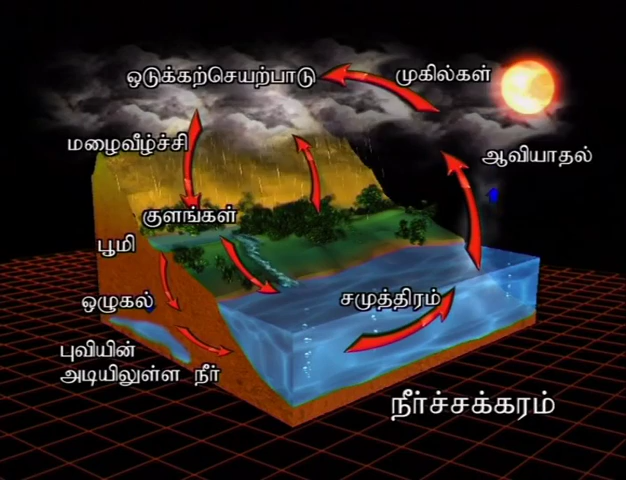 ஒடுக்கற்செயற்பாடு
முகில்கள்
மழைவீழ்ச்சி
ஆவியாதல்
குளங்கள்
பூமி
ஒழுகல்
சமுத்திரம்
புவியின்
அடியிலுள்ள நீர்
நீர்ச்சக்கரம்